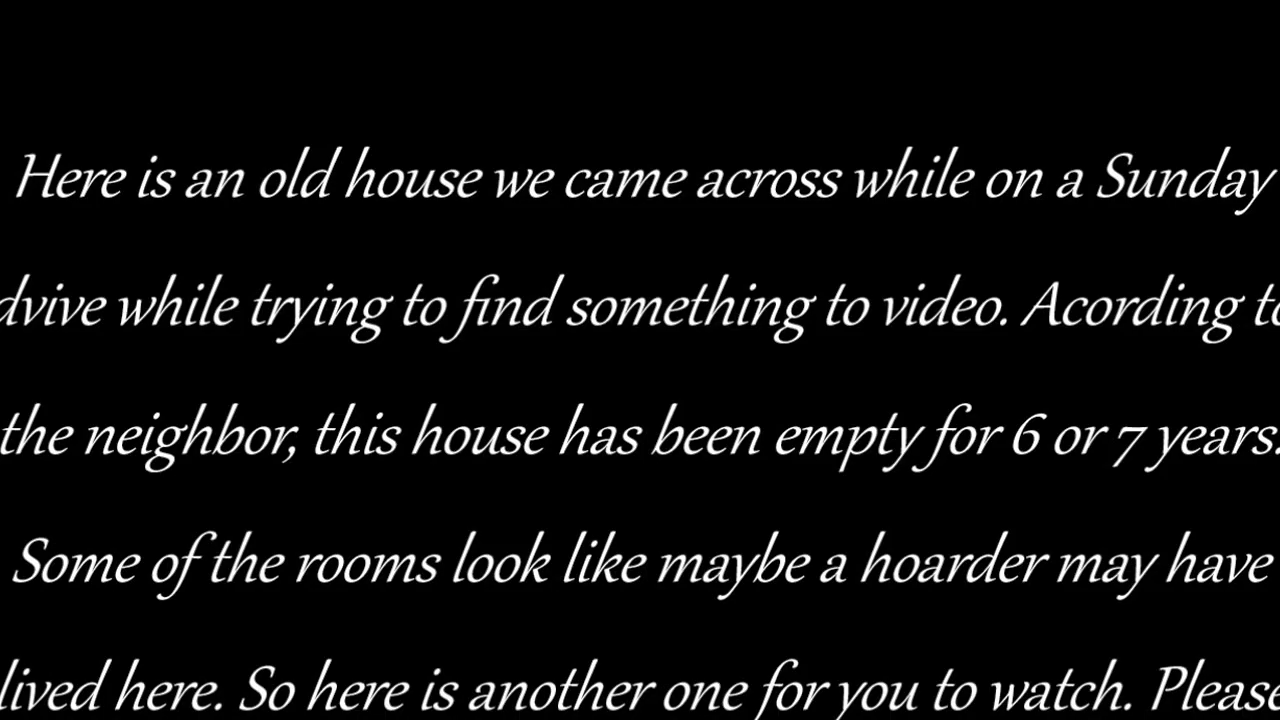 Here is an old house we came across while on a Sunday
dvive while trying to find something to video. Acording to
the neighbor, this house has been empty for 6 or 7 years.
Some of the rooms look like maybe a hoarder may have
lived here. So here is another one for you to watch. Please